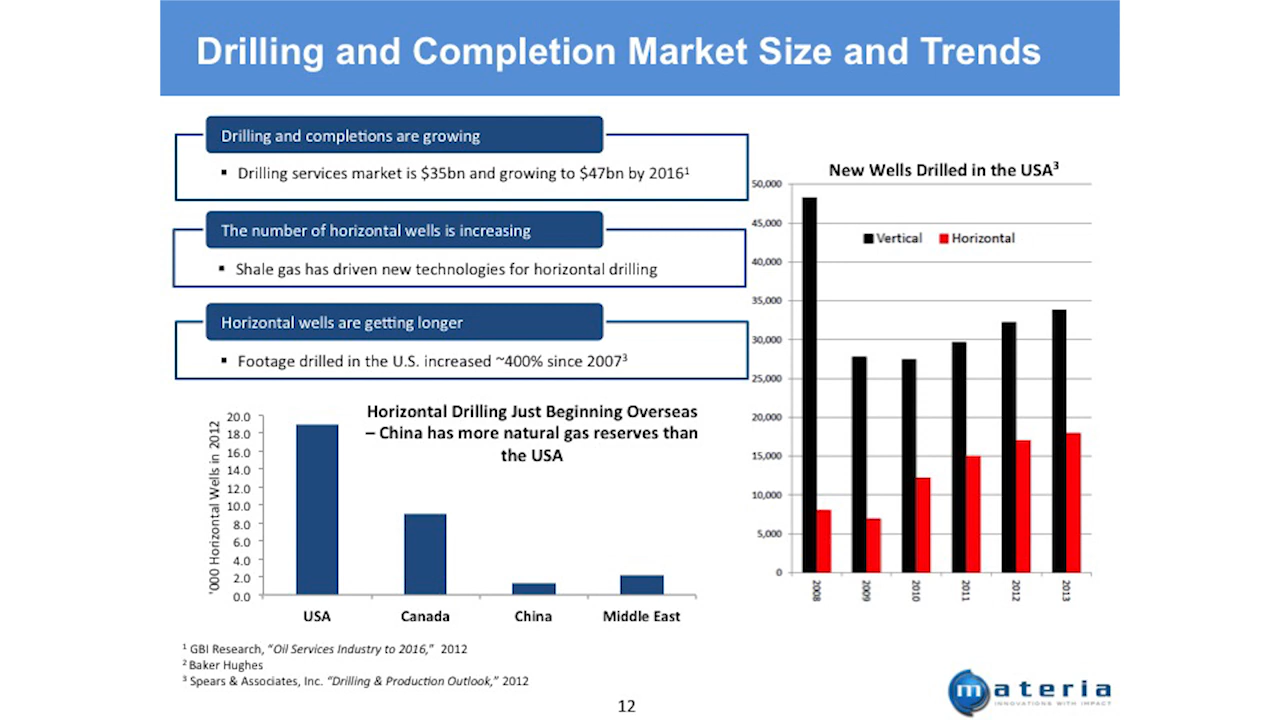 Drilling and Completion Market Size and Trends
Drilling and completions are growing
▪ Drilling services market is $35bn and growing to $47bn by 2016¹
The number of horizontal wells is increasing
▪ Shale gas has driven new technologies for horizontal drilling
Horizontal wells are getting longer
▪ Footage drilled in the U.S. increased ~400% since 2007³
Horizontal Drilling Just Beginning Overseas
– China has more natural gas reserves than
the USA
'000 Horizontal Wells in 2012
20.0
18.0
16.0
14.0
12.0
10.0
8.0
6.0
4.0
2.0
0.0
USA Canada China Middle East
New Wells Drilled in the USA³
Vertical Horizontal
50,000
45,000
40,000
35,000
30,000
25,000
20,000
15,000
10,000
5,000
0
2008 2009 2010 2011 2012 2013
¹ GBI Research, “Oil Services Industry to 2016,” 2012
² Baker Hughes
³ Spears & Associates, Inc. “Drilling & Production Outlook,” 2012
12
materia
INNOVATIONS WITH IMPACT